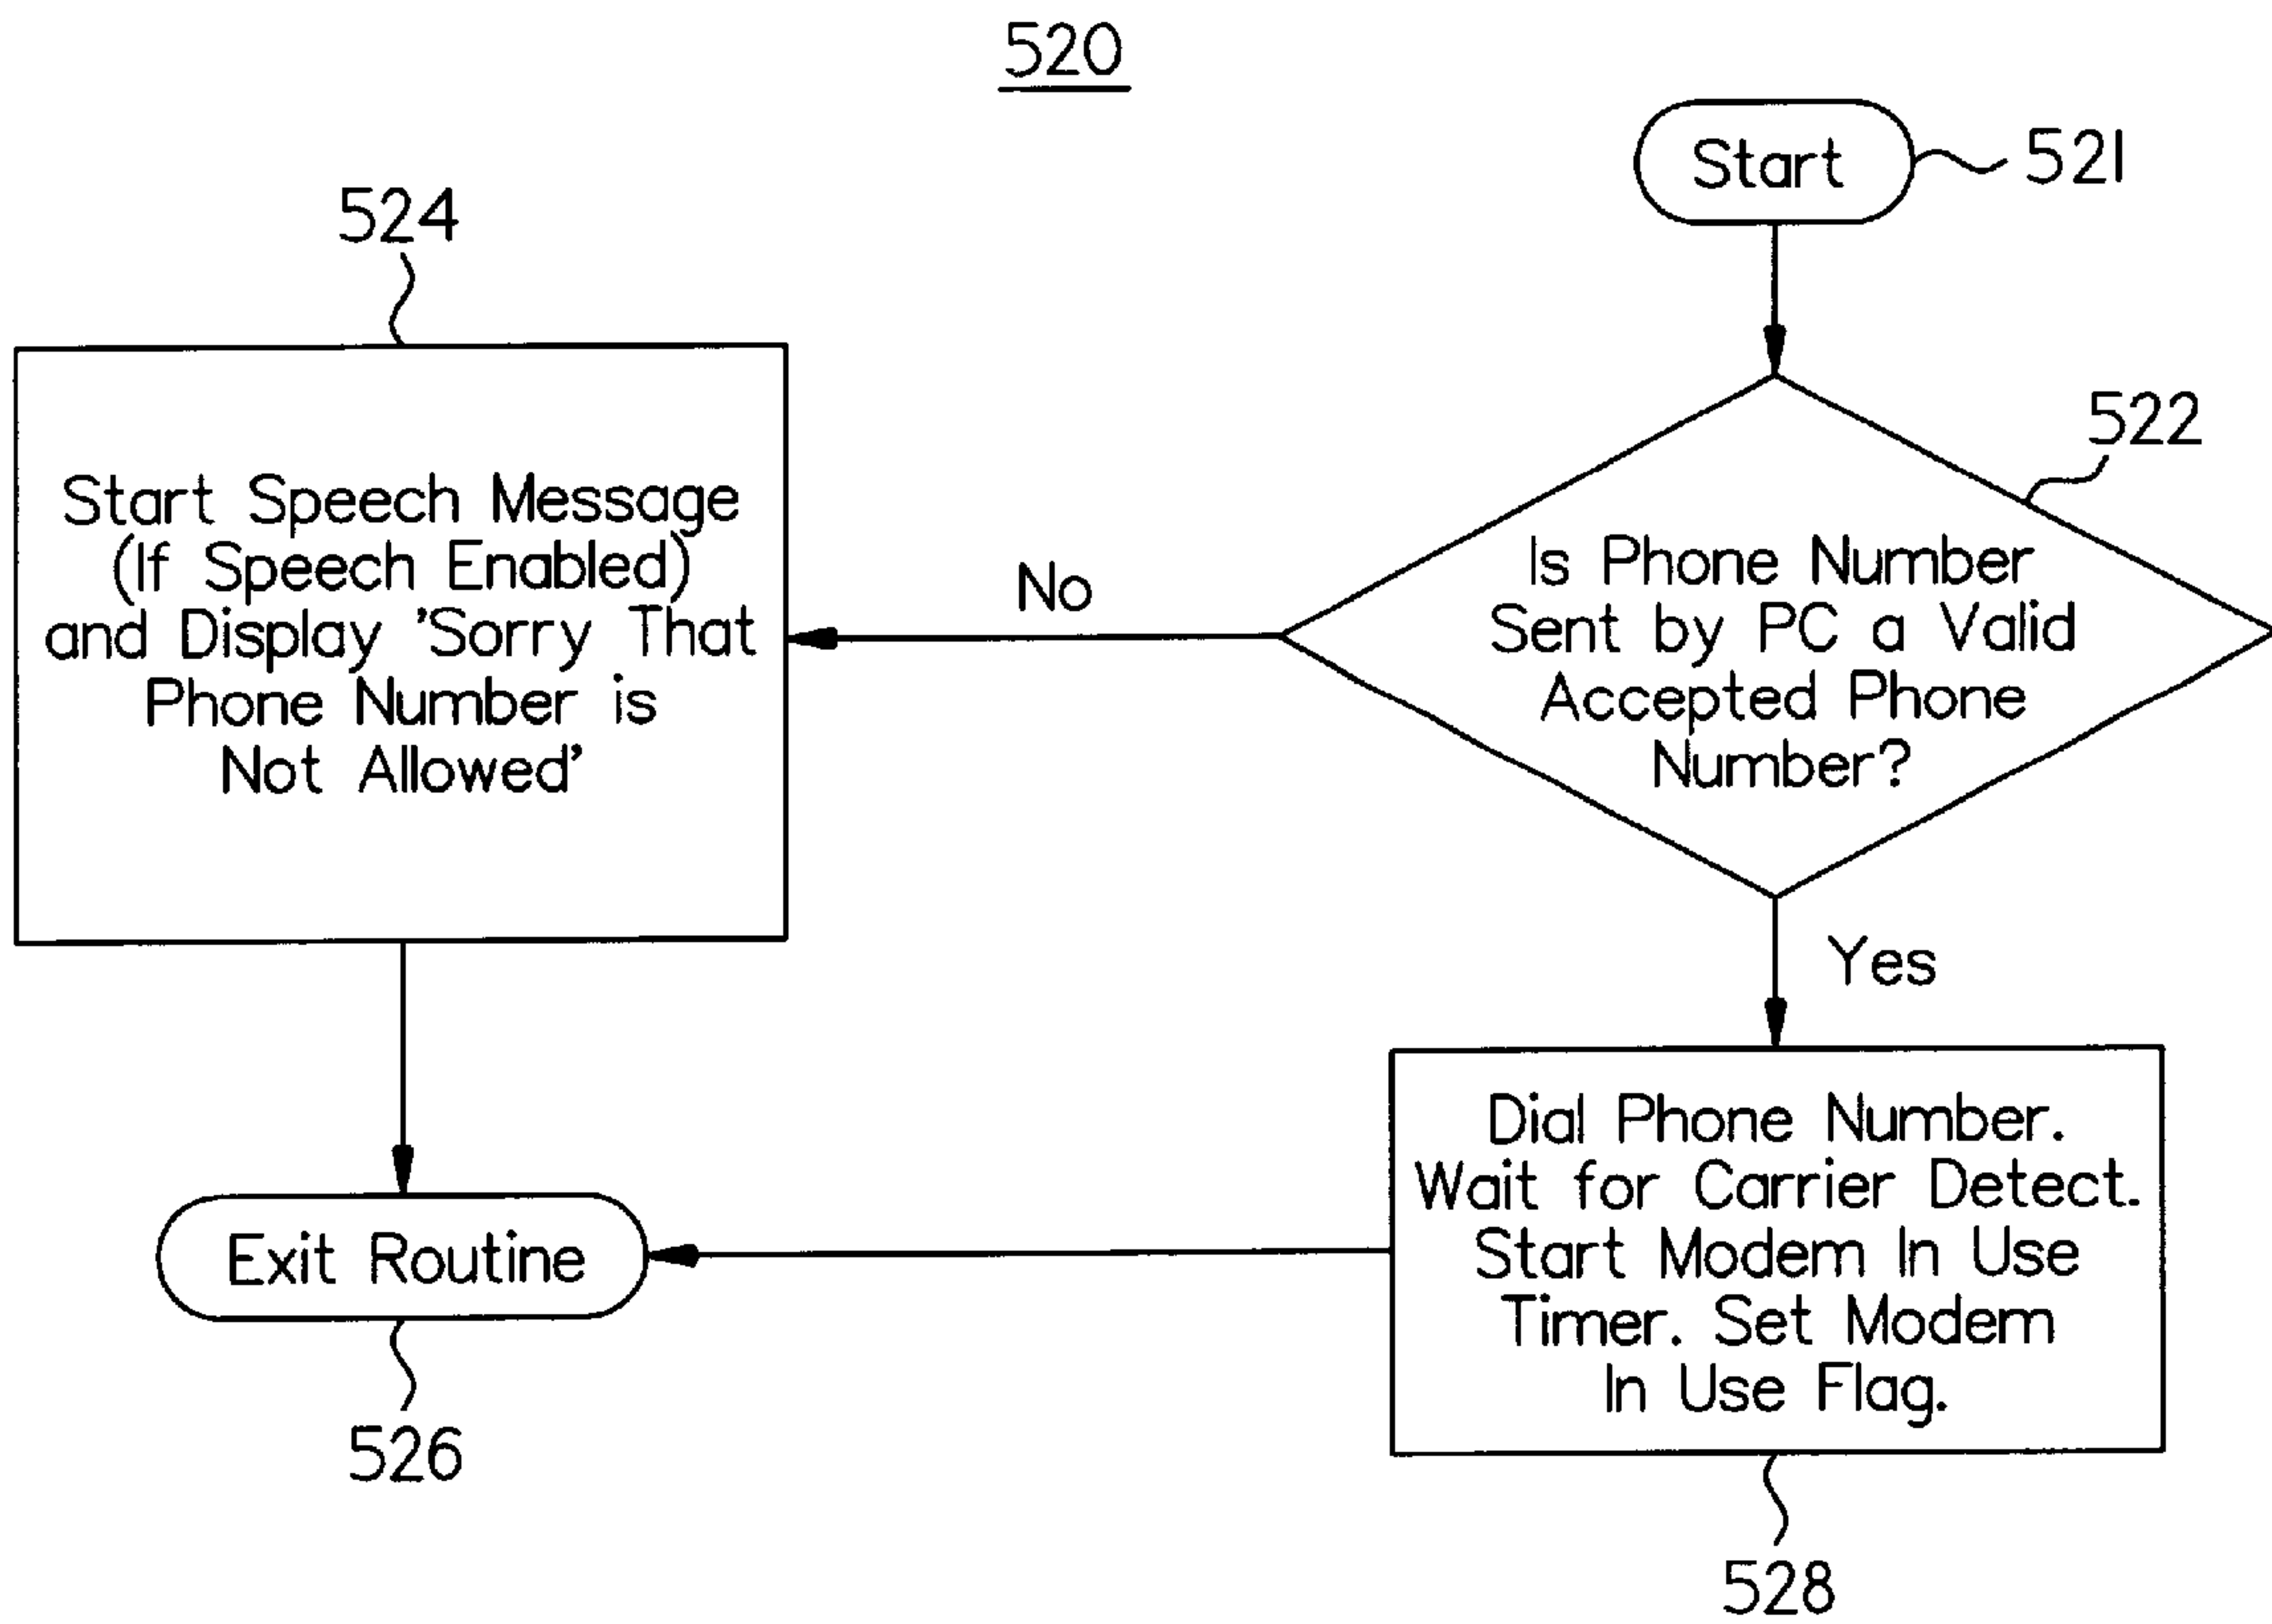 520
Start
521
522
Is Phone Number
Sent by PC a Valid
Accepted Phone
Number?
No
Yes
524
Start Speech Message
(If Speech Enabled)
and Display 'Sorry That
Phone Number is
Not Allowed'
Dial Phone Number.
Wait for Carrier Detect.
Start Modem In Use
Timer. Set Modem
In Use Flag.
528
Exit Routine
526